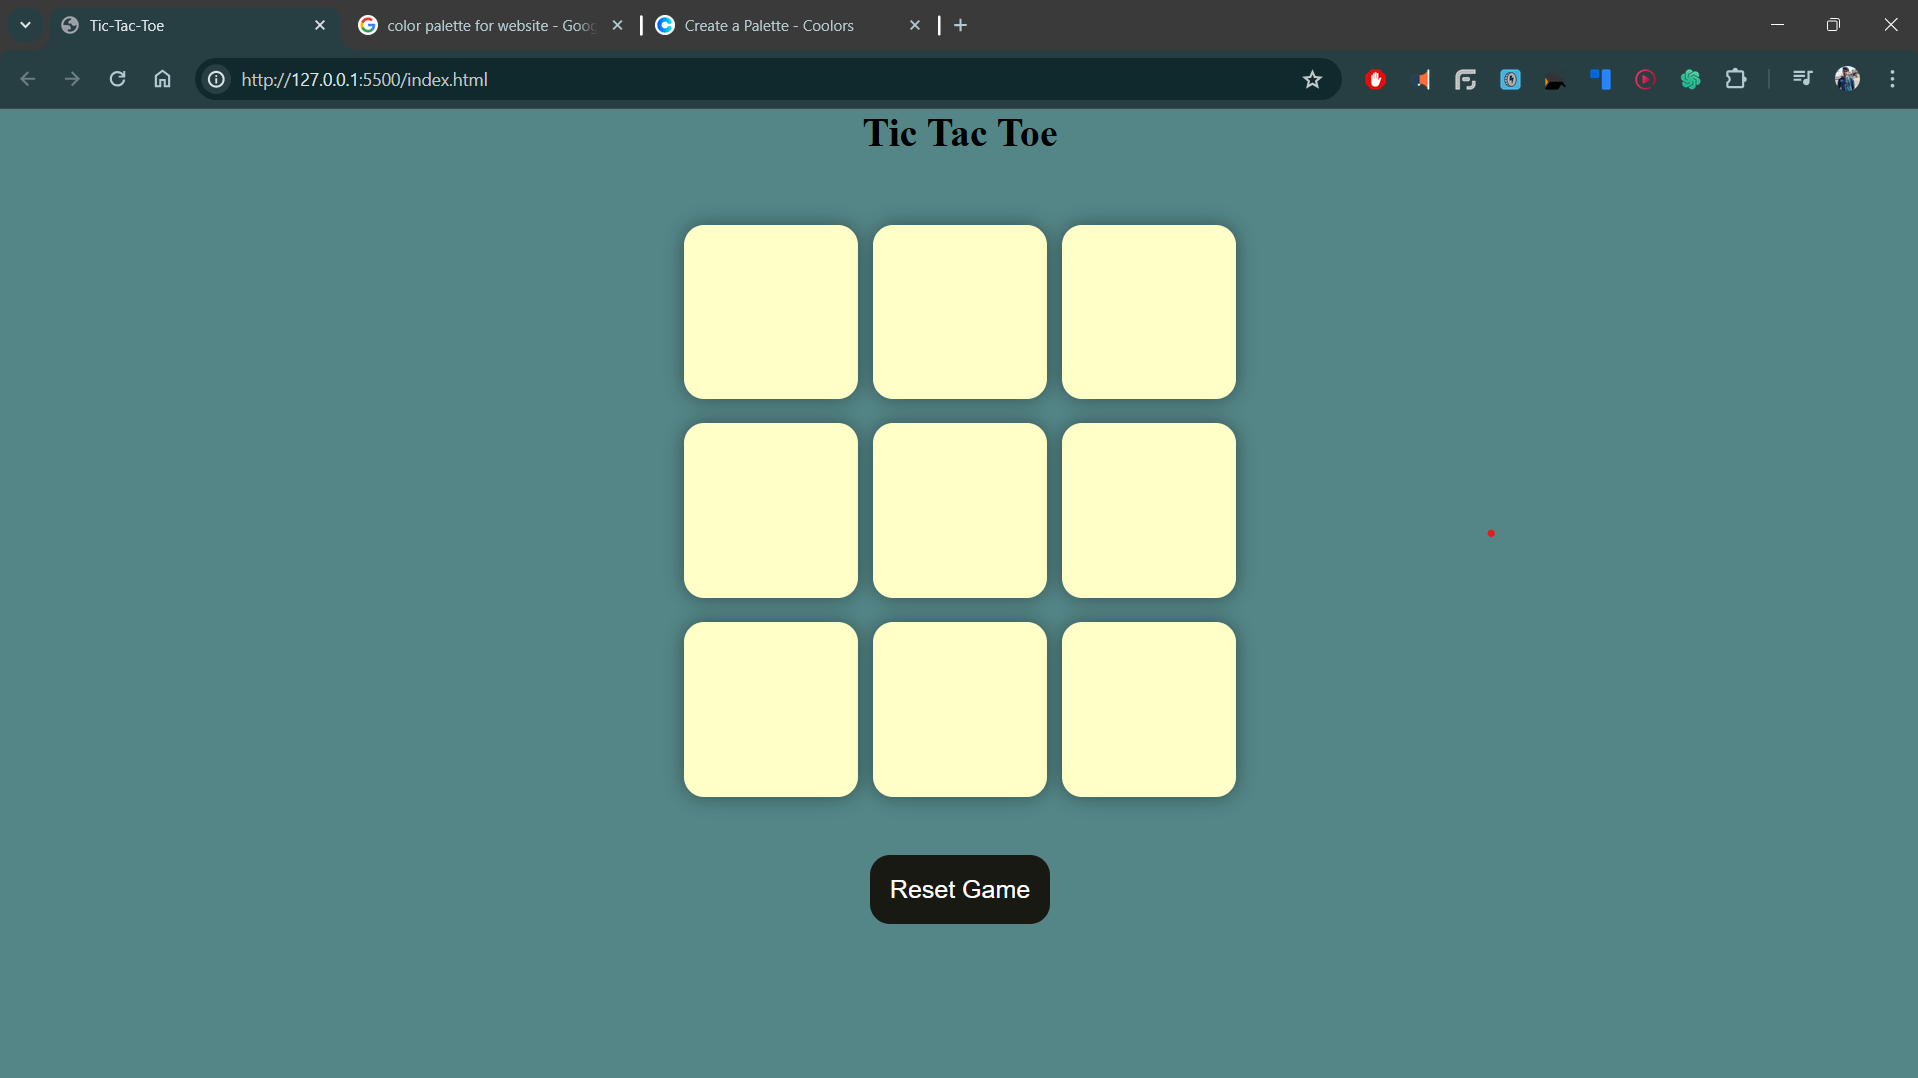 Tic-Tac-Toe
color palette for website - Goo
Create a Palette - Coolors
http://127.0.0.1:5500/index.html
Tic Tac Toe
Reset Game